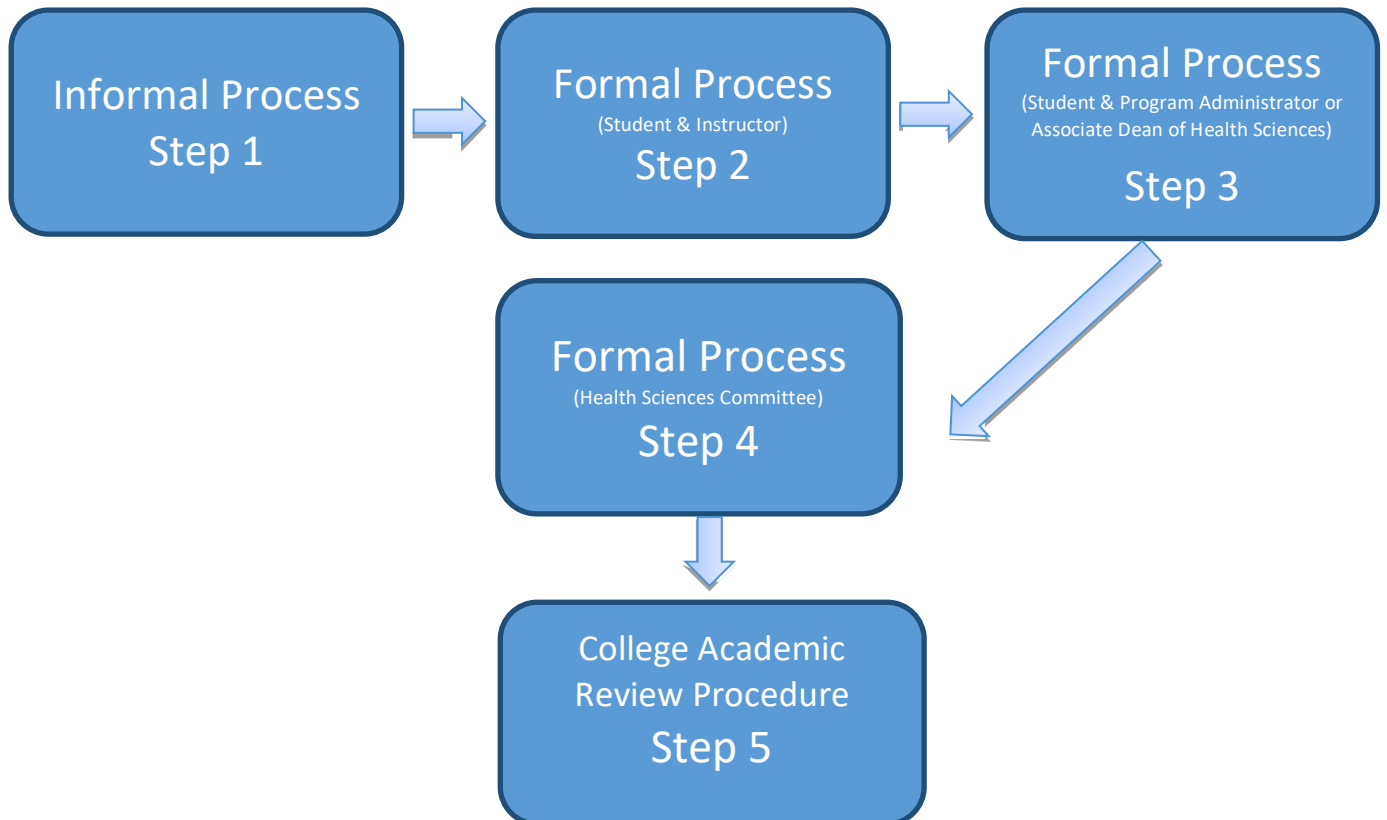 Informal Process
Step 1
Formal Process
(Student & Instructor)
Step 2
Formal Process
(Student & Program Administrator or
Associate Dean of Health Sciences)
Step 3
Formal Process
(Health Sciences Committee)
Step 4
College Academic
Review Procedure
Step 5